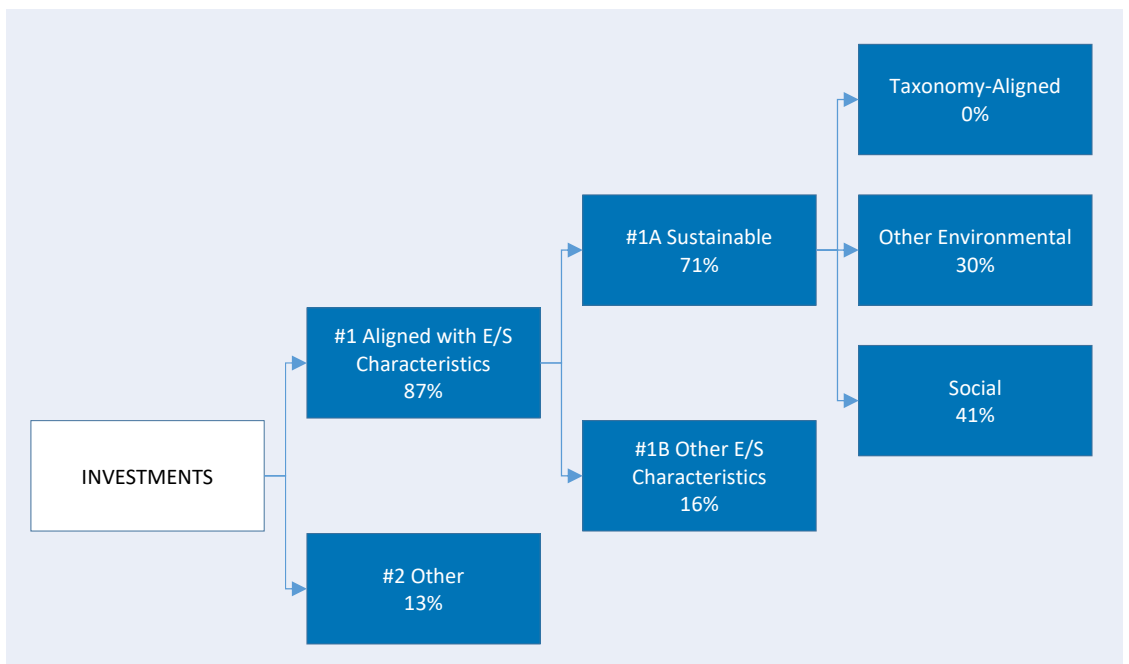 INVESTMENTS
#1 Aligned with E/S
Characteristics
87%
#2 Other
13%
#1A Sustainable
71%
#1B Other E/S
Characteristics
16%
Taxonomy-Aligned
0%
Other Environmental
30%
Social
41%